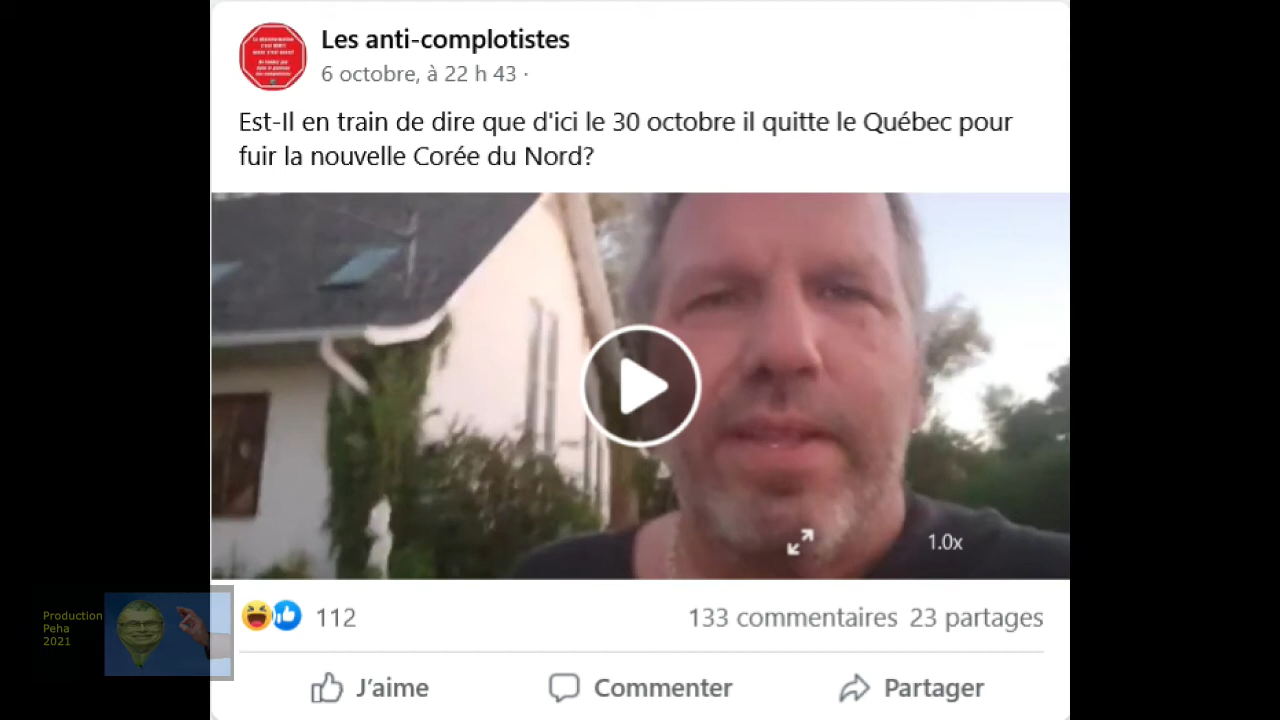 Les anti-complotistes
6 octobre, à 22 h 43 ·
Est-Il en train de dire que d'ici le 30 octobre il quitte le Québec pour
fuir la nouvelle Corée du Nord?
1.0x
112
133 commentaires 23 partages
J'aime
Commenter
Partager
Production
Peha
2021